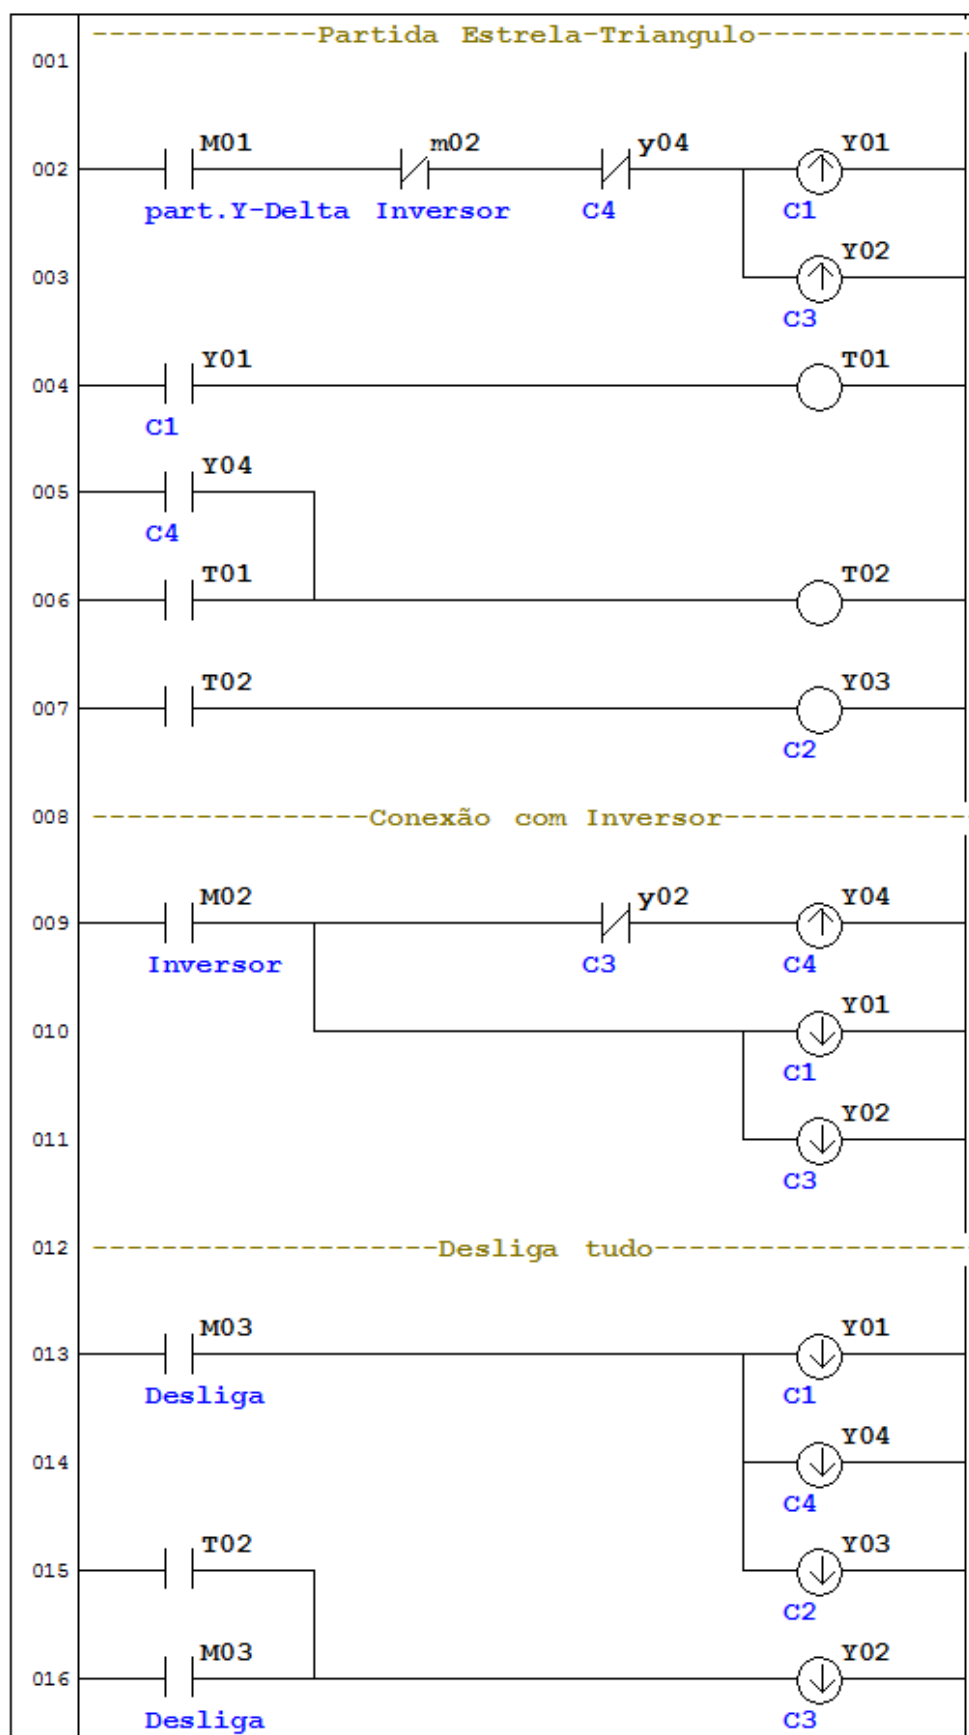 -------------Partida Estrela-Triangulo-------------
001
M01 m02 y04 Y01
002
part.Y-Delta Inversor C4 C1
Y02
003
C3
Y01 T01
004
C1
Y04
005
C4
T01 T02
006
T02 Y03
007
C2
008 ----------------Conexão com Inversor---------------
M02 y02 Y04
009
Inversor C3 C4
Y01
010
C1
Y02
011
C3
012 --------------------Desliga tudo-------------------
M03 Y01
013
Desliga C1
Y04
014
C4
T02 Y03
015
C2
M03 Y02
016
Desliga C3